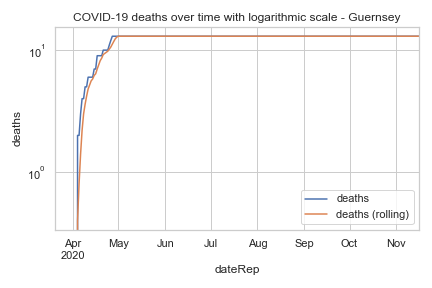 COVID-19 deaths over time with logarithmic scale - Guernsey
deaths
10¹
10⁰
deaths
deaths (rolling)
Apr May Jun Jul Aug Sep Oct Nov
2020
dateRep